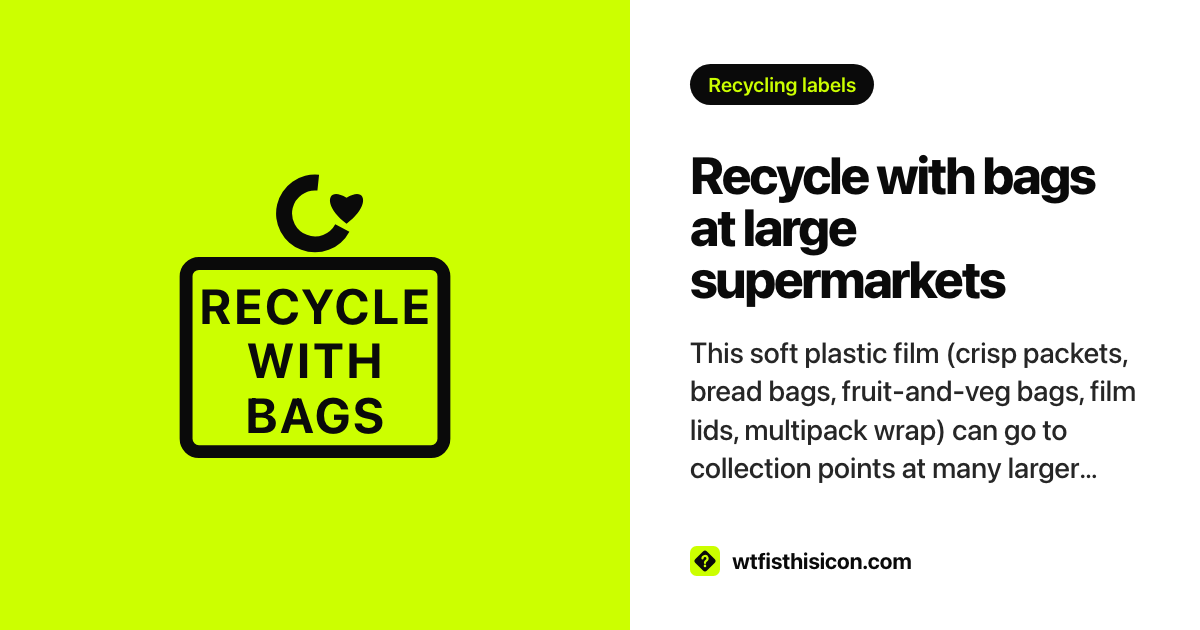 RECYCLE
WITH
BAGS
Recycling labels
Recycle with bags
at large
supermarkets
This soft plastic film (crisp packets,
bread bags, fruit-and-veg bags, film
lids, multipack wrap) can go to
collection points at many larger...
?
wtfisthisicon.com